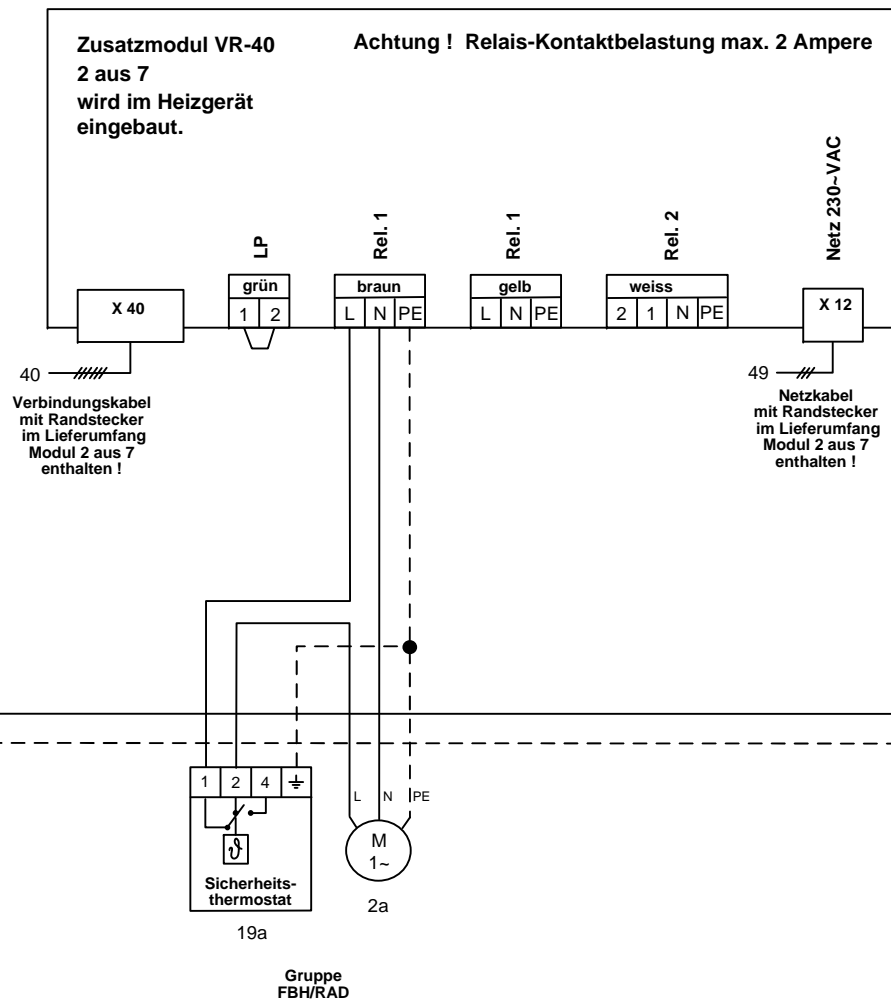 Zusatzmodul VR-40
2 aus 7
wird im Heizgerät
eingebaut.
Achtung ! Relais-Kontaktbelastung max. 2 Ampere
LP
Rel. 1
Rel. 1
Rel. 2
Netz 230~VAC
X 40
grün
1 2
braun
L N PE
gelb
L N PE
weiss
2 1 N PE
X 12
40
Verbindungskabel
mit Randstecker
im Lieferumfang
Modul 2 aus 7
enthalten !
49
Netzkabel
mit Randstecker
im Lieferumfang
Modul 2 aus 7
enthalten !
1 2 4
ϑ
Sicherheits-
thermostat
19a
L N PE
M
1~
2a
Gruppe
FBH/RAD